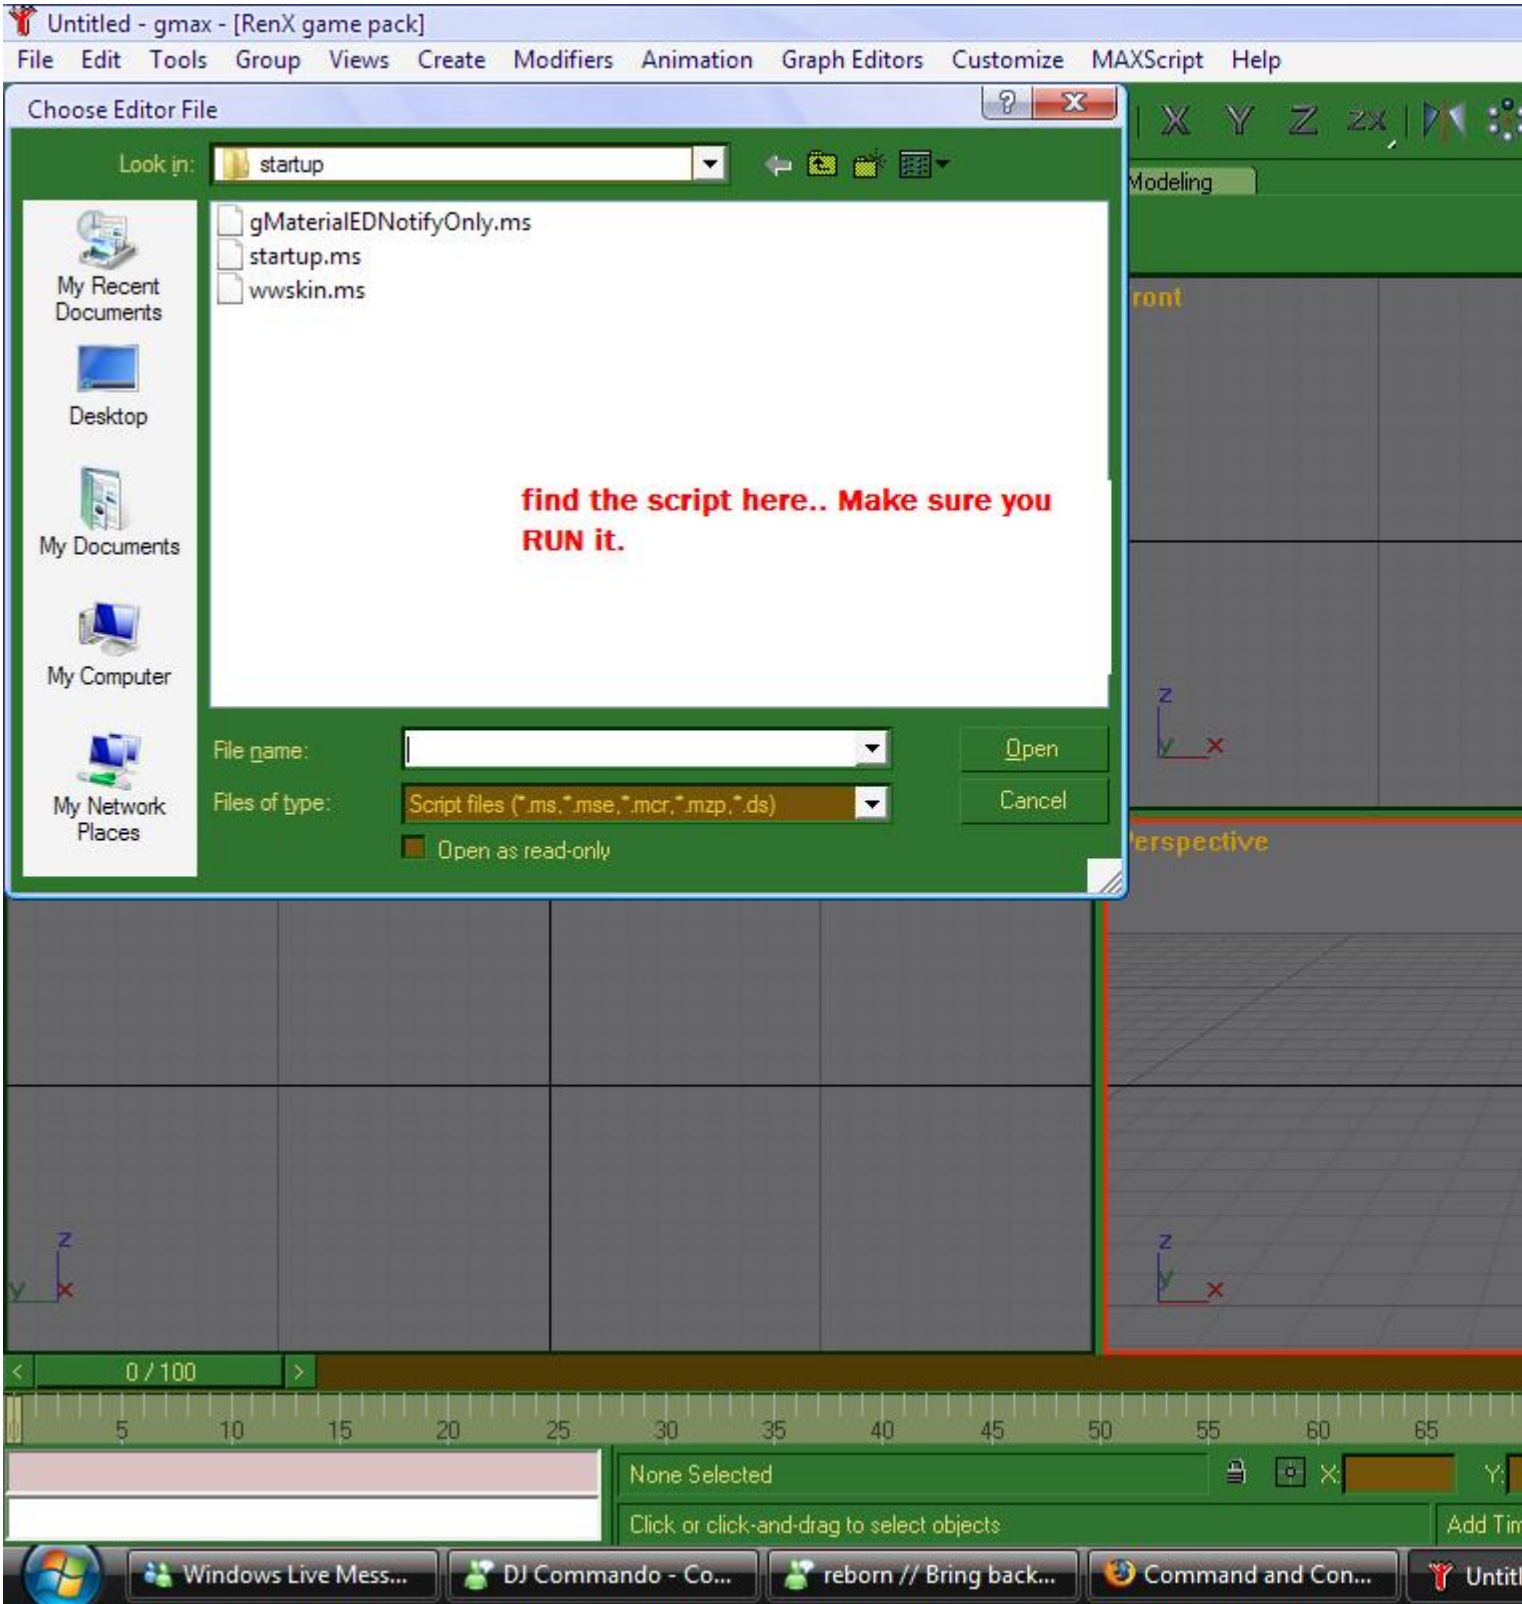 Untitled - gmax - [RenX game pack]
File Edit Tools Group Views Create Modifiers Animation Graph Editors Customize MAXScript Help
Choose Editor File
Look in: startup
X Y Z ZX
Modeling
gMaterialEDNotifyOnly.ms
startup.ms
wwskin.ms
My Recent
Documents
Desktop
My Documents
My Computer
My Network
Places
find the script here.. Make sure you
RUN it.
File name:
Open
Files of type: Script files (*.ms,*.mse,*.mcr,*.mzp,*.ds)
Cancel
Open as read-only
ront
z
y x
erspective
z
y x
z
y x
< 0 / 100 >
0 5 10 15 20 25 30 35 40 45 50 55 60 65
None Selected X: Y:
Click or click-and-drag to select objects
Add Tim
Windows Live Mess... DJ Commando - Co... reborn // Bring back... Command and Con... Untitl